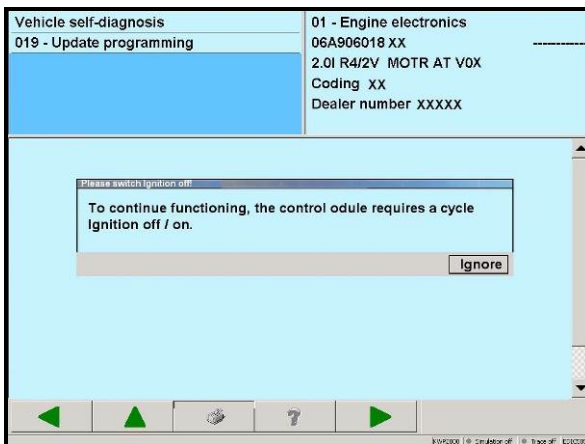 Vehicle self-diagnosis
019 - Update programming
01 - Engine electronics
06A906018 XX ----------
2.0l R4/2V MOTR AT V0X
Coding XX
Dealer number XXXXX
Please switch Ignition off!
To continue functioning, the control odule requires a cycle
Ignition off / on.
Ignore
?
KWP2000 Simulation off Trace off